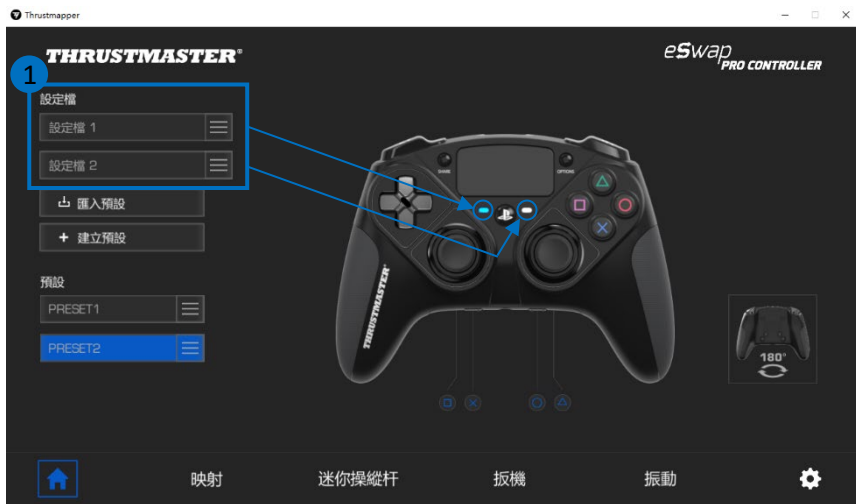 Thrustmapper
THRUSTMASTER®
eSwap
PRO CONTROLLER
1
設定檔
設定檔 1
設定檔 2
匯入預設
+ 建立預設
預設
PRESET1
PRESET2
SHARE
OPTIONS
THRUSTMASTER®
180°
映射
迷你操縱杆
扳機
振動